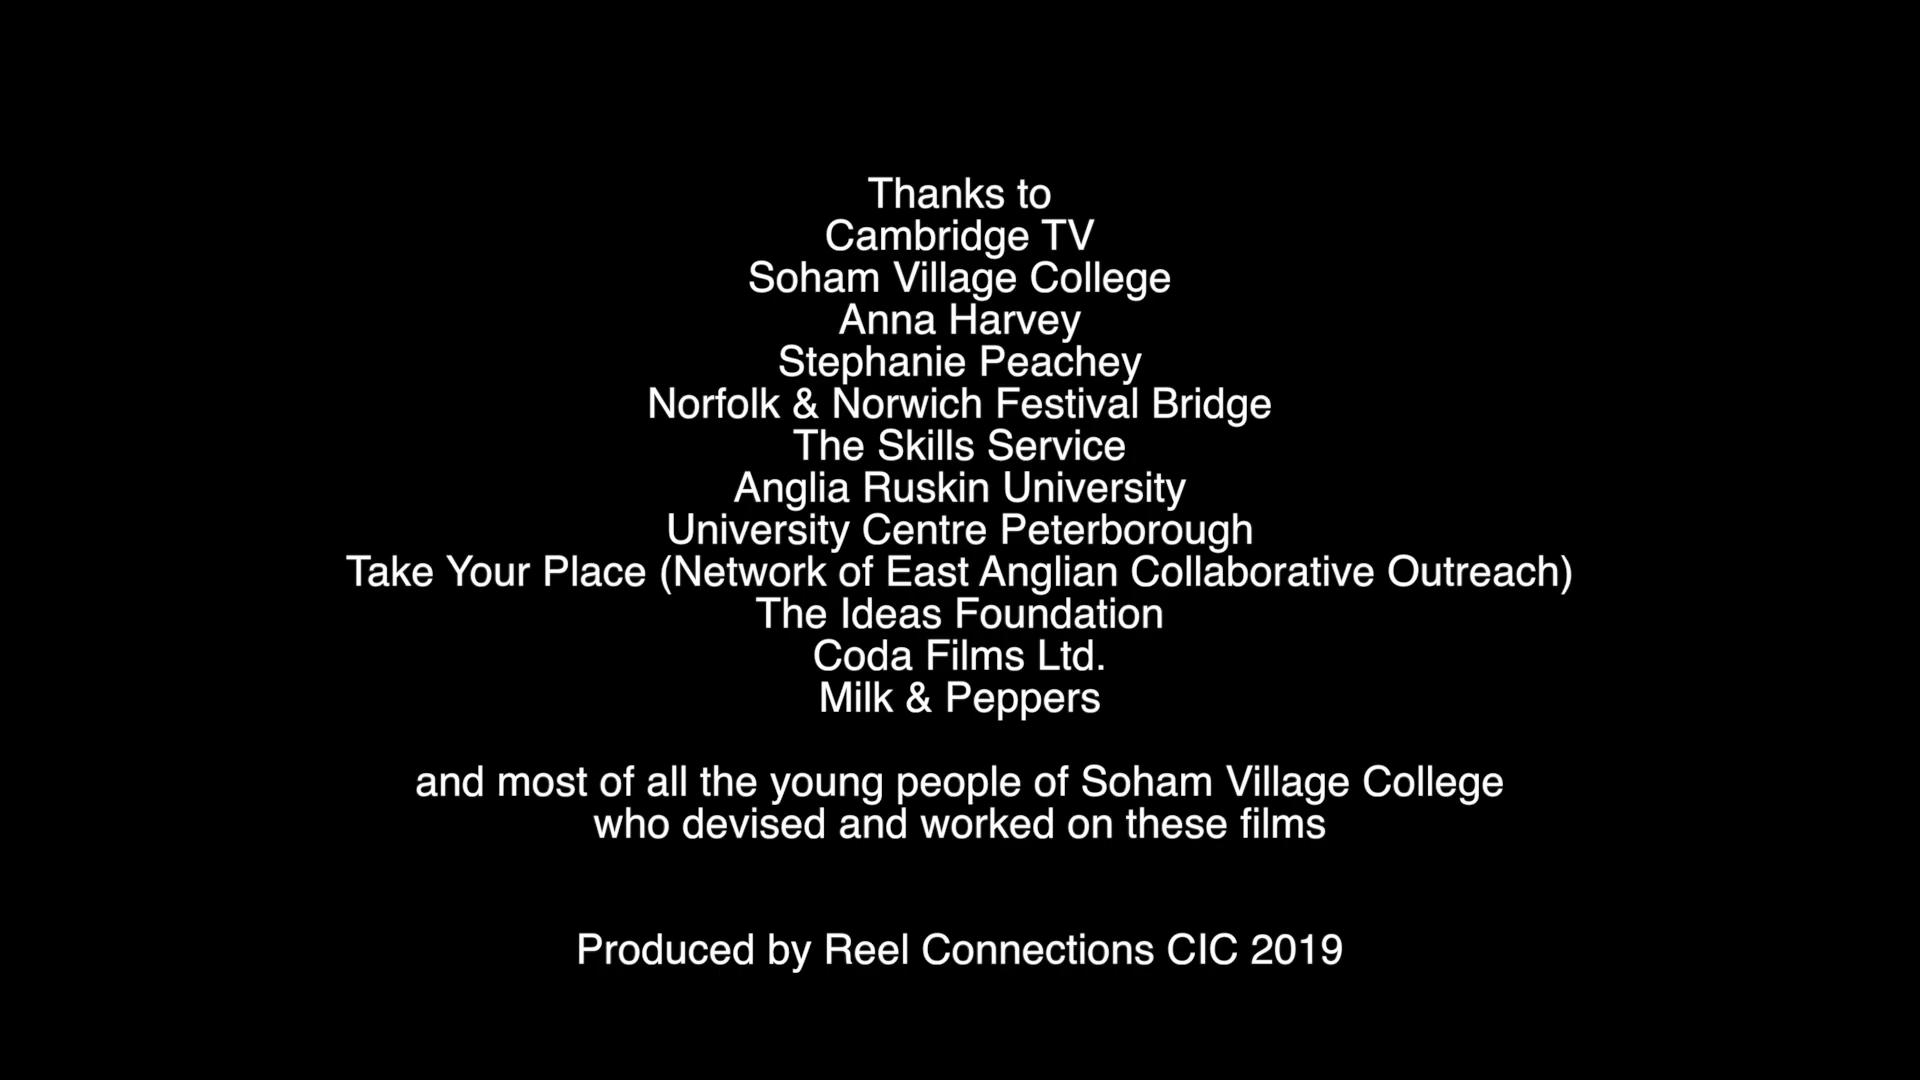 Thanks to
Cambridge TV
Soham Village College
Anna Harvey
Stephanie Peachey
Norfolk & Norwich Festival Bridge
The Skills Service
Anglia Ruskin University
University Centre Peterborough
Take Your Place (Network of East Anglian Collaborative Outreach)
The Ideas Foundation
Coda Films Ltd.
Milk & Peppers
and most of all the young people of Soham Village College
who devised and worked on these films
Produced by Reel Connections CIC 2019